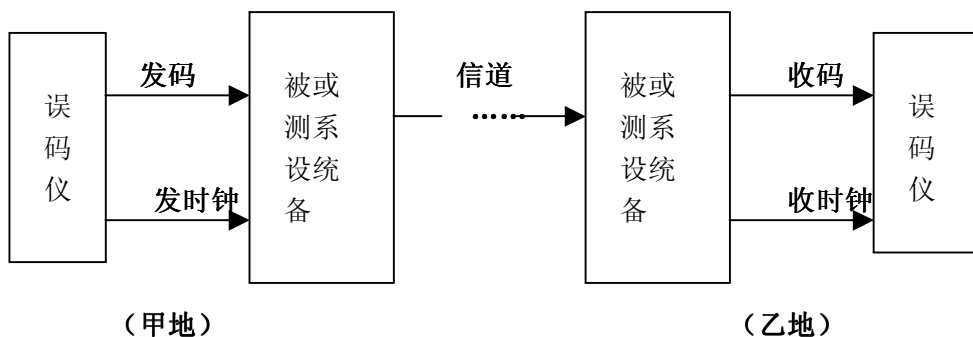 发码
信道
收码
误码仪
被或
测系
设统
备
被或
测系
设统
备
误码仪
发时钟
收时钟
(甲地)
(乙地)